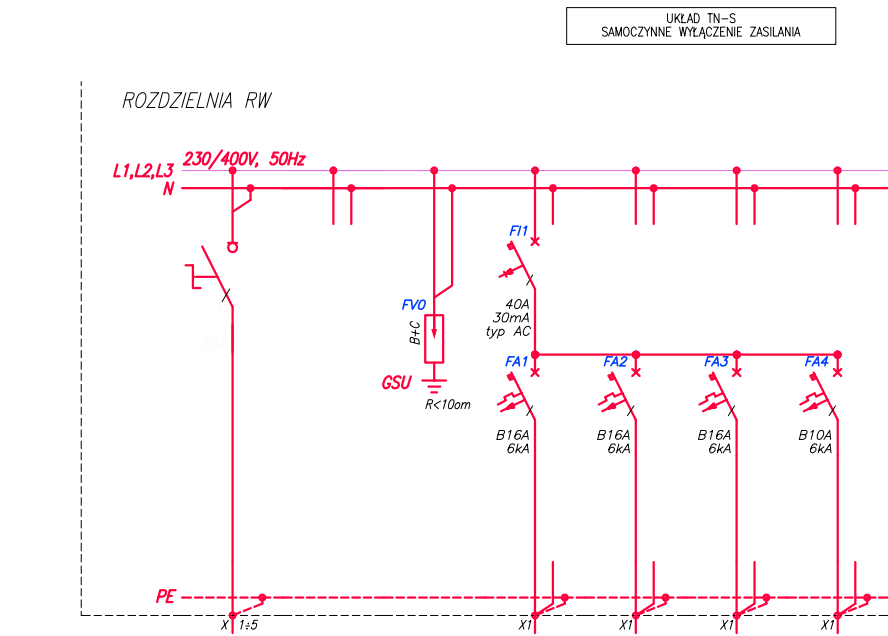 UKŁAD TN-S
SAMOCZYNNE WYŁĄCZENIE ZASILANIA
ROZDZIELNIA RW
230/400V, 50Hz
L1,L2,L3
N
FI1
40A
30mA
typ AC
FV0
B+C
GSU
R<10om
FA1
FA2
FA3
FA4
B16A
6kA
B16A
6kA
B16A
6kA
B10A
6kA
PE
X 1÷5
X1
X1
X1
X1